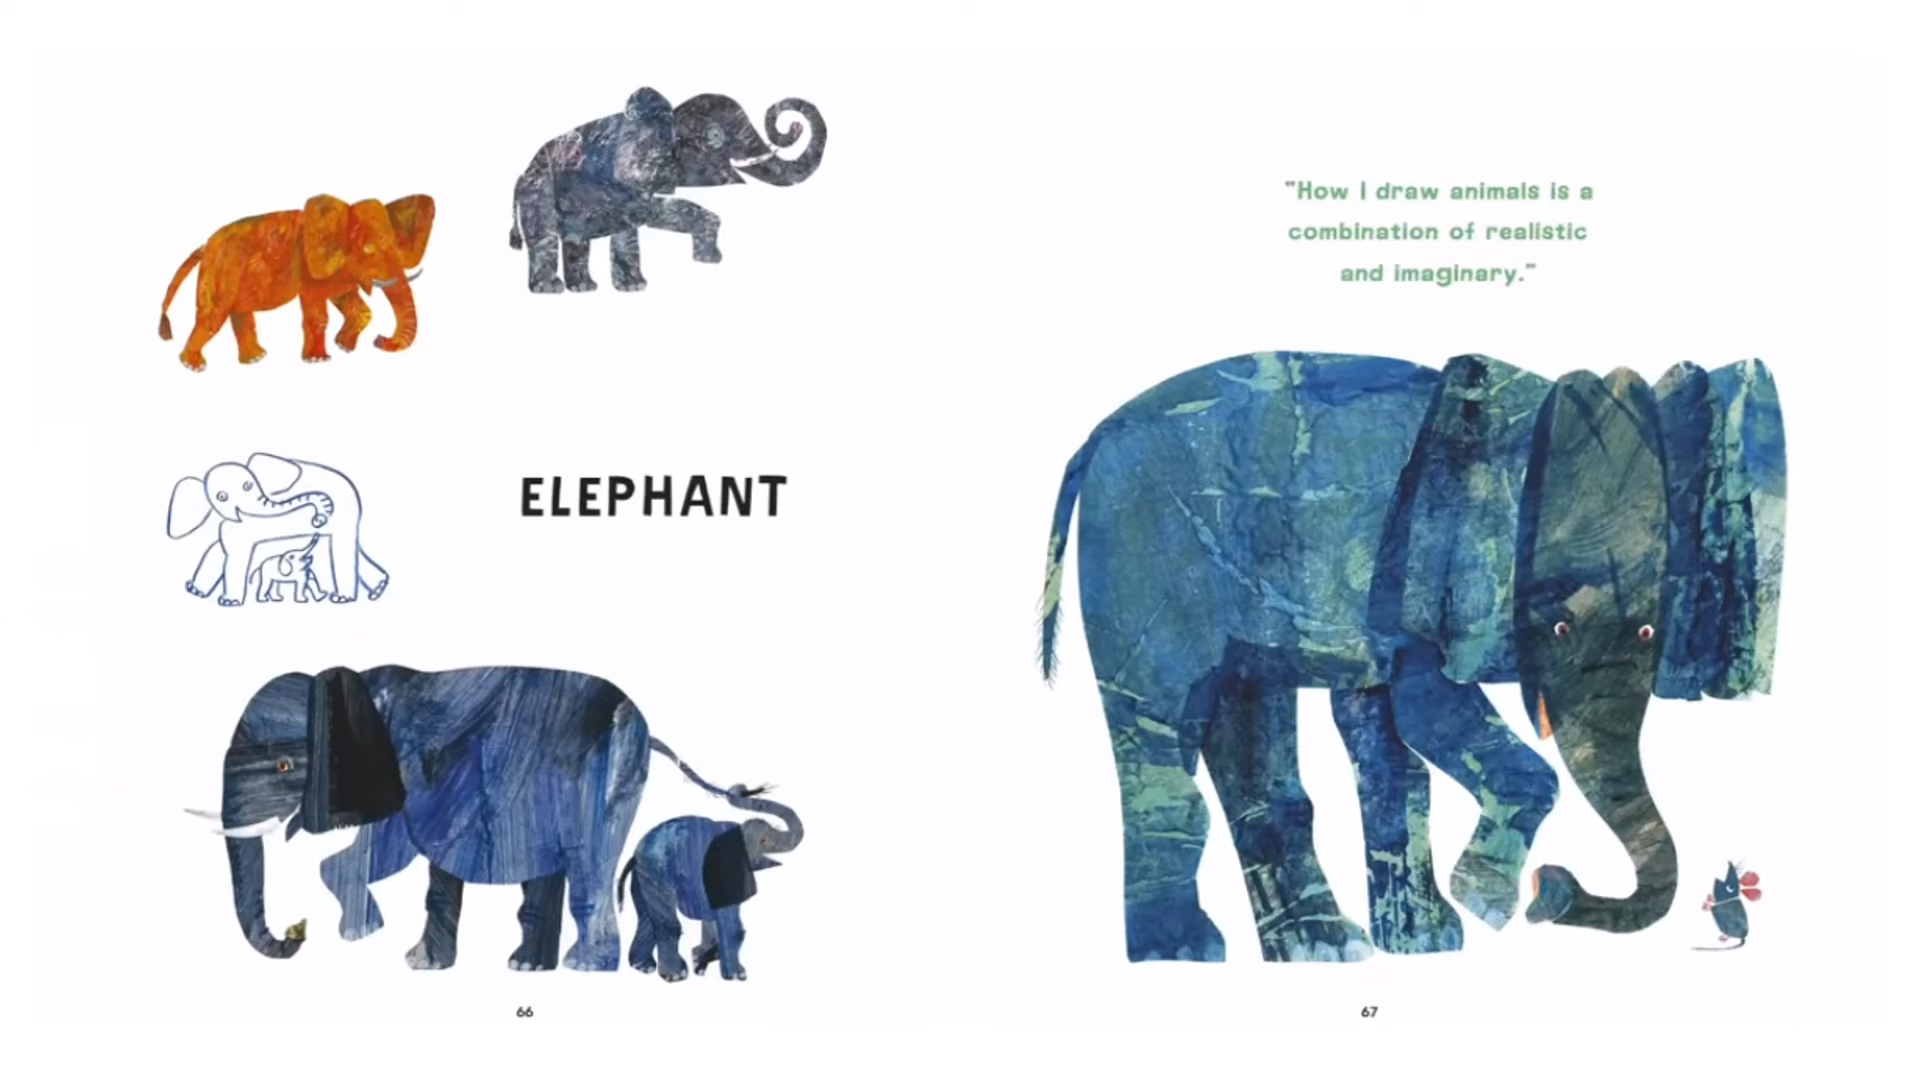 ELEPHANT
66
"How I draw animals is a
combination of realistic
and imaginary."
67